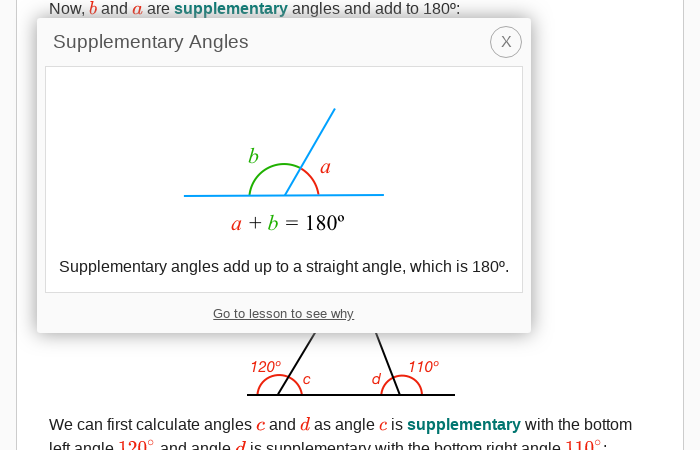 Now, b and a are supplementary angles and add to 180º:
Supplementary Angles
X
b
a
a + b = 180º
Supplementary angles add up to a straight angle, which is 180º.
Go to lesson to see why
120º
c
d
110º
We can first calculate angles c and d as angle c is supplementary with the bottom
left angle 120° and angle d is supplementary with the bottom right angle 110°: